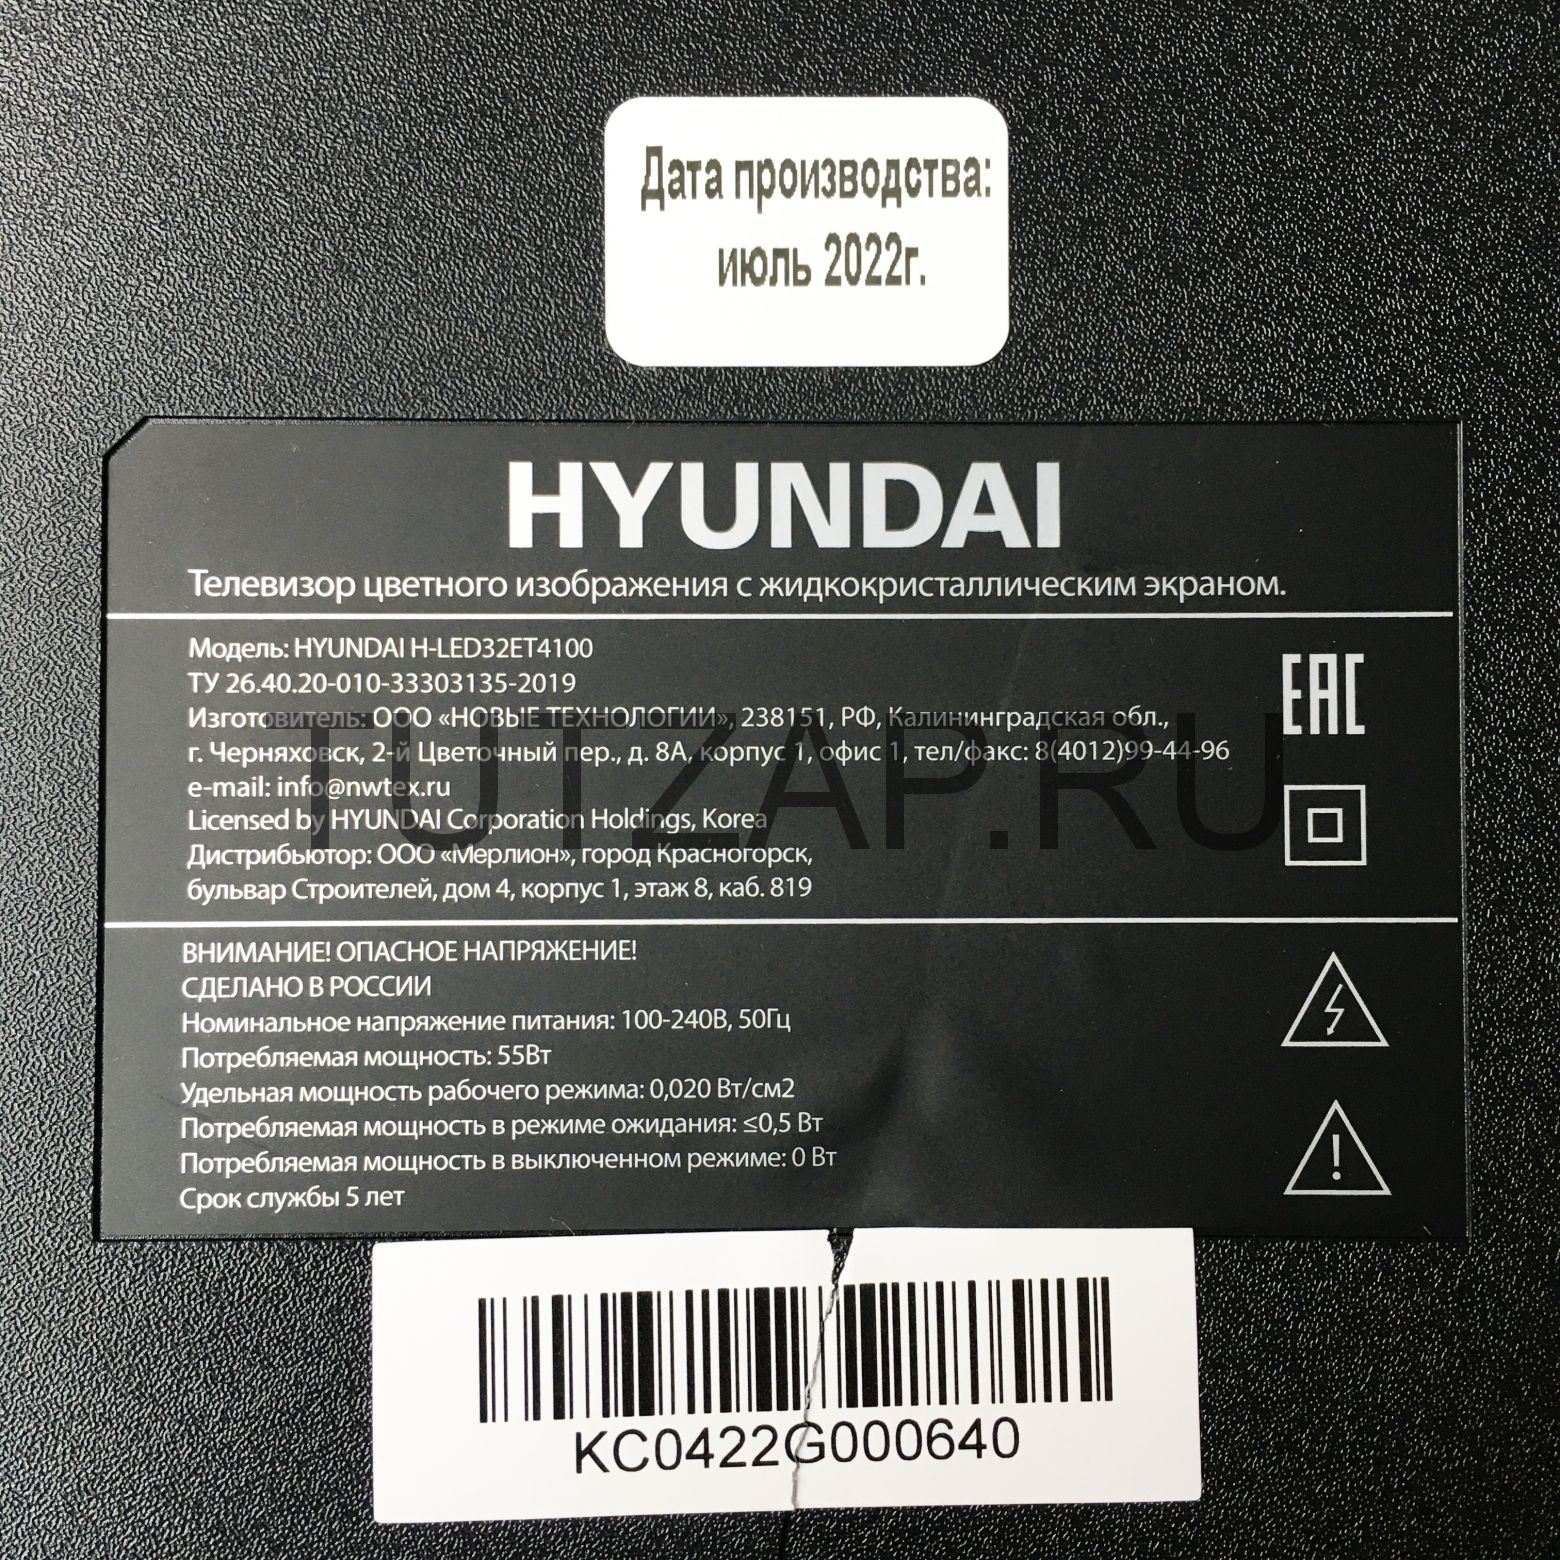 Дата производства:
июль 2022г.
HYUNDAI
Телевизор цветного изображения с жидкокристаллическим экраном.
Модель: HYUNDAI H-LED32ET4100
ТУ 26.40.20-010-33303135-2019
Изготовитель: ООО «НОВЫЕ ТЕХНОЛОГИИ», 238151, РФ, Калининградская обл.,
г. Черняховск, 2-й Цветочный пер., д. 8А, корпус 1, офис 1, тел/факс: 8(4012)99-44-96
e-mail: info@nwtex.ru
Licensed by HYUNDAI Corporation Holdings, Korea
Дистрибьютор: ООО «Мерлион», город Красногорск,
бульвар Строителей, дом 4, корпус 1, этаж 8, каб. 819
EAC
TUTZAP.RU
ВНИМАНИЕ! ОПАСНОЕ НАПРЯЖЕНИЕ!
СДЕЛАНО В РОССИИ
Номинальное напряжение питания: 100-240В, 50Гц
Потребляемая мощность: 55Вт
Удельная мощность рабочего режима: 0,020 Вт/см2
Потребляемая мощность в режиме ожидания: ≤0,5 Вт
Потребляемая мощность в выключенном режиме: 0 Вт
Срок службы 5 лет
KC0422G000640